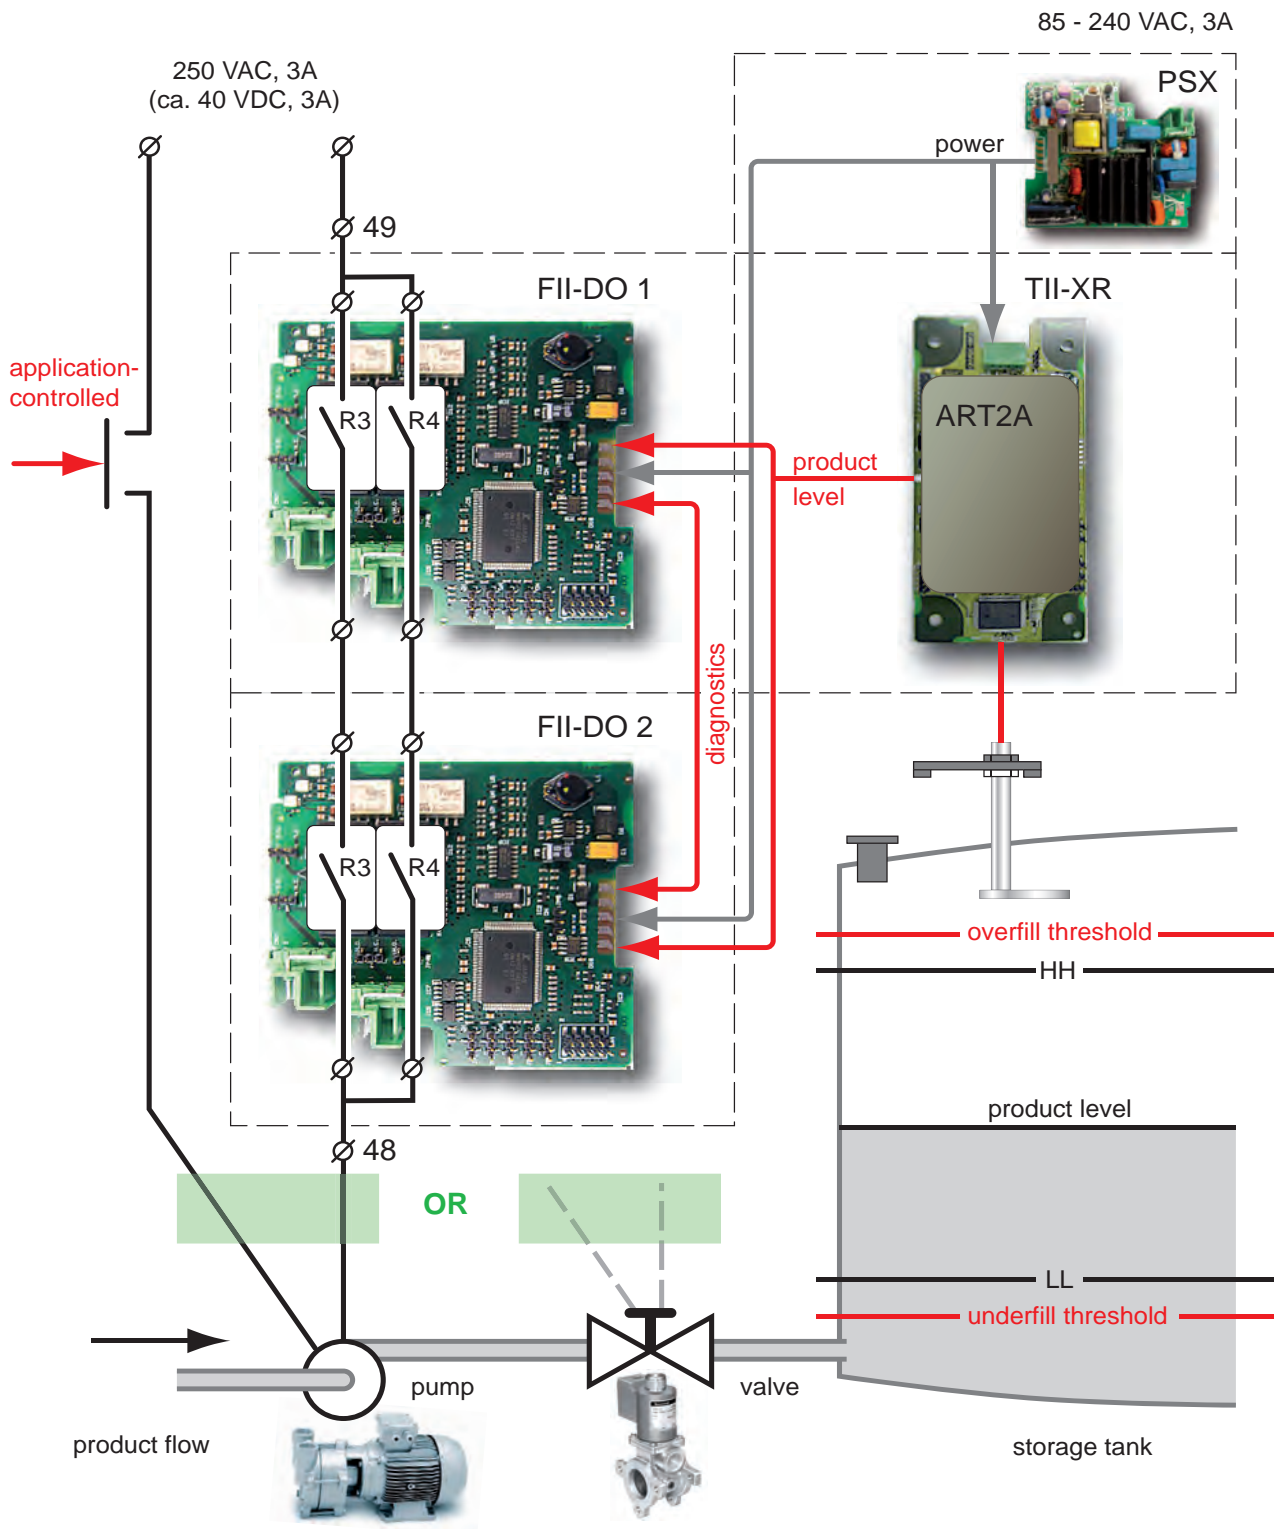 85 - 240 VAC, 3A
250 VAC, 3A
(ca. 40 VDC, 3A)
PSX
power
49
FII-DO 1
TII-XR
application-
controlled
R3
R4
ART2A
product
level
diagnostics
FII-DO 2
R3
R4
overfill threshold
HH
product level
48
OR
LL
underfill threshold
pump
valve
product flow
storage tank